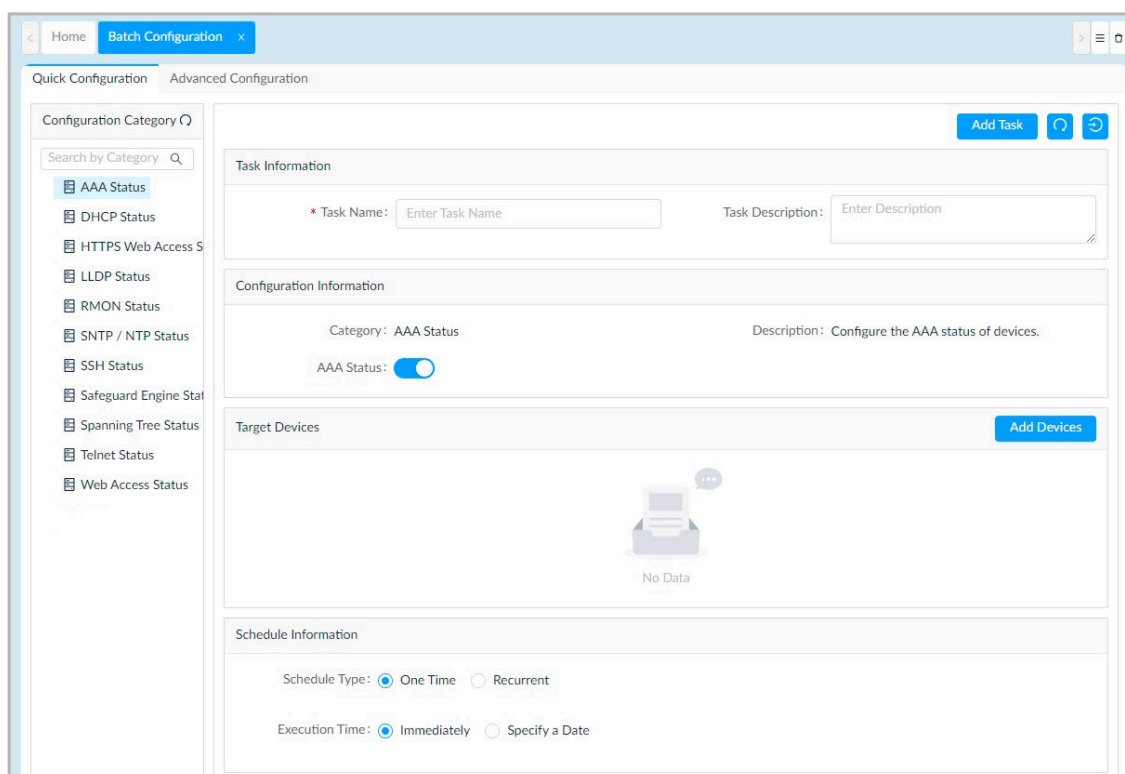 Home Batch Configuration ×
Quick Configuration Advanced Configuration
Configuration Category
Search by Category
AAA Status
DHCP Status
HTTPS Web Access S
LLDP Status
RMON Status
SNTP / NTP Status
SSH Status
Safeguard Engine Stat
Spanning Tree Status
Telnet Status
Web Access Status
Add Task
Task Information
* Task Name: Enter Task Name
Task Description: Enter Description
Configuration Information
Category: AAA Status
Description: Configure the AAA status of devices.
AAA Status:
Target Devices
Add Devices
No Data
Schedule Information
Schedule Type: One Time Recurrent
Execution Time: Immediately Specify a Date